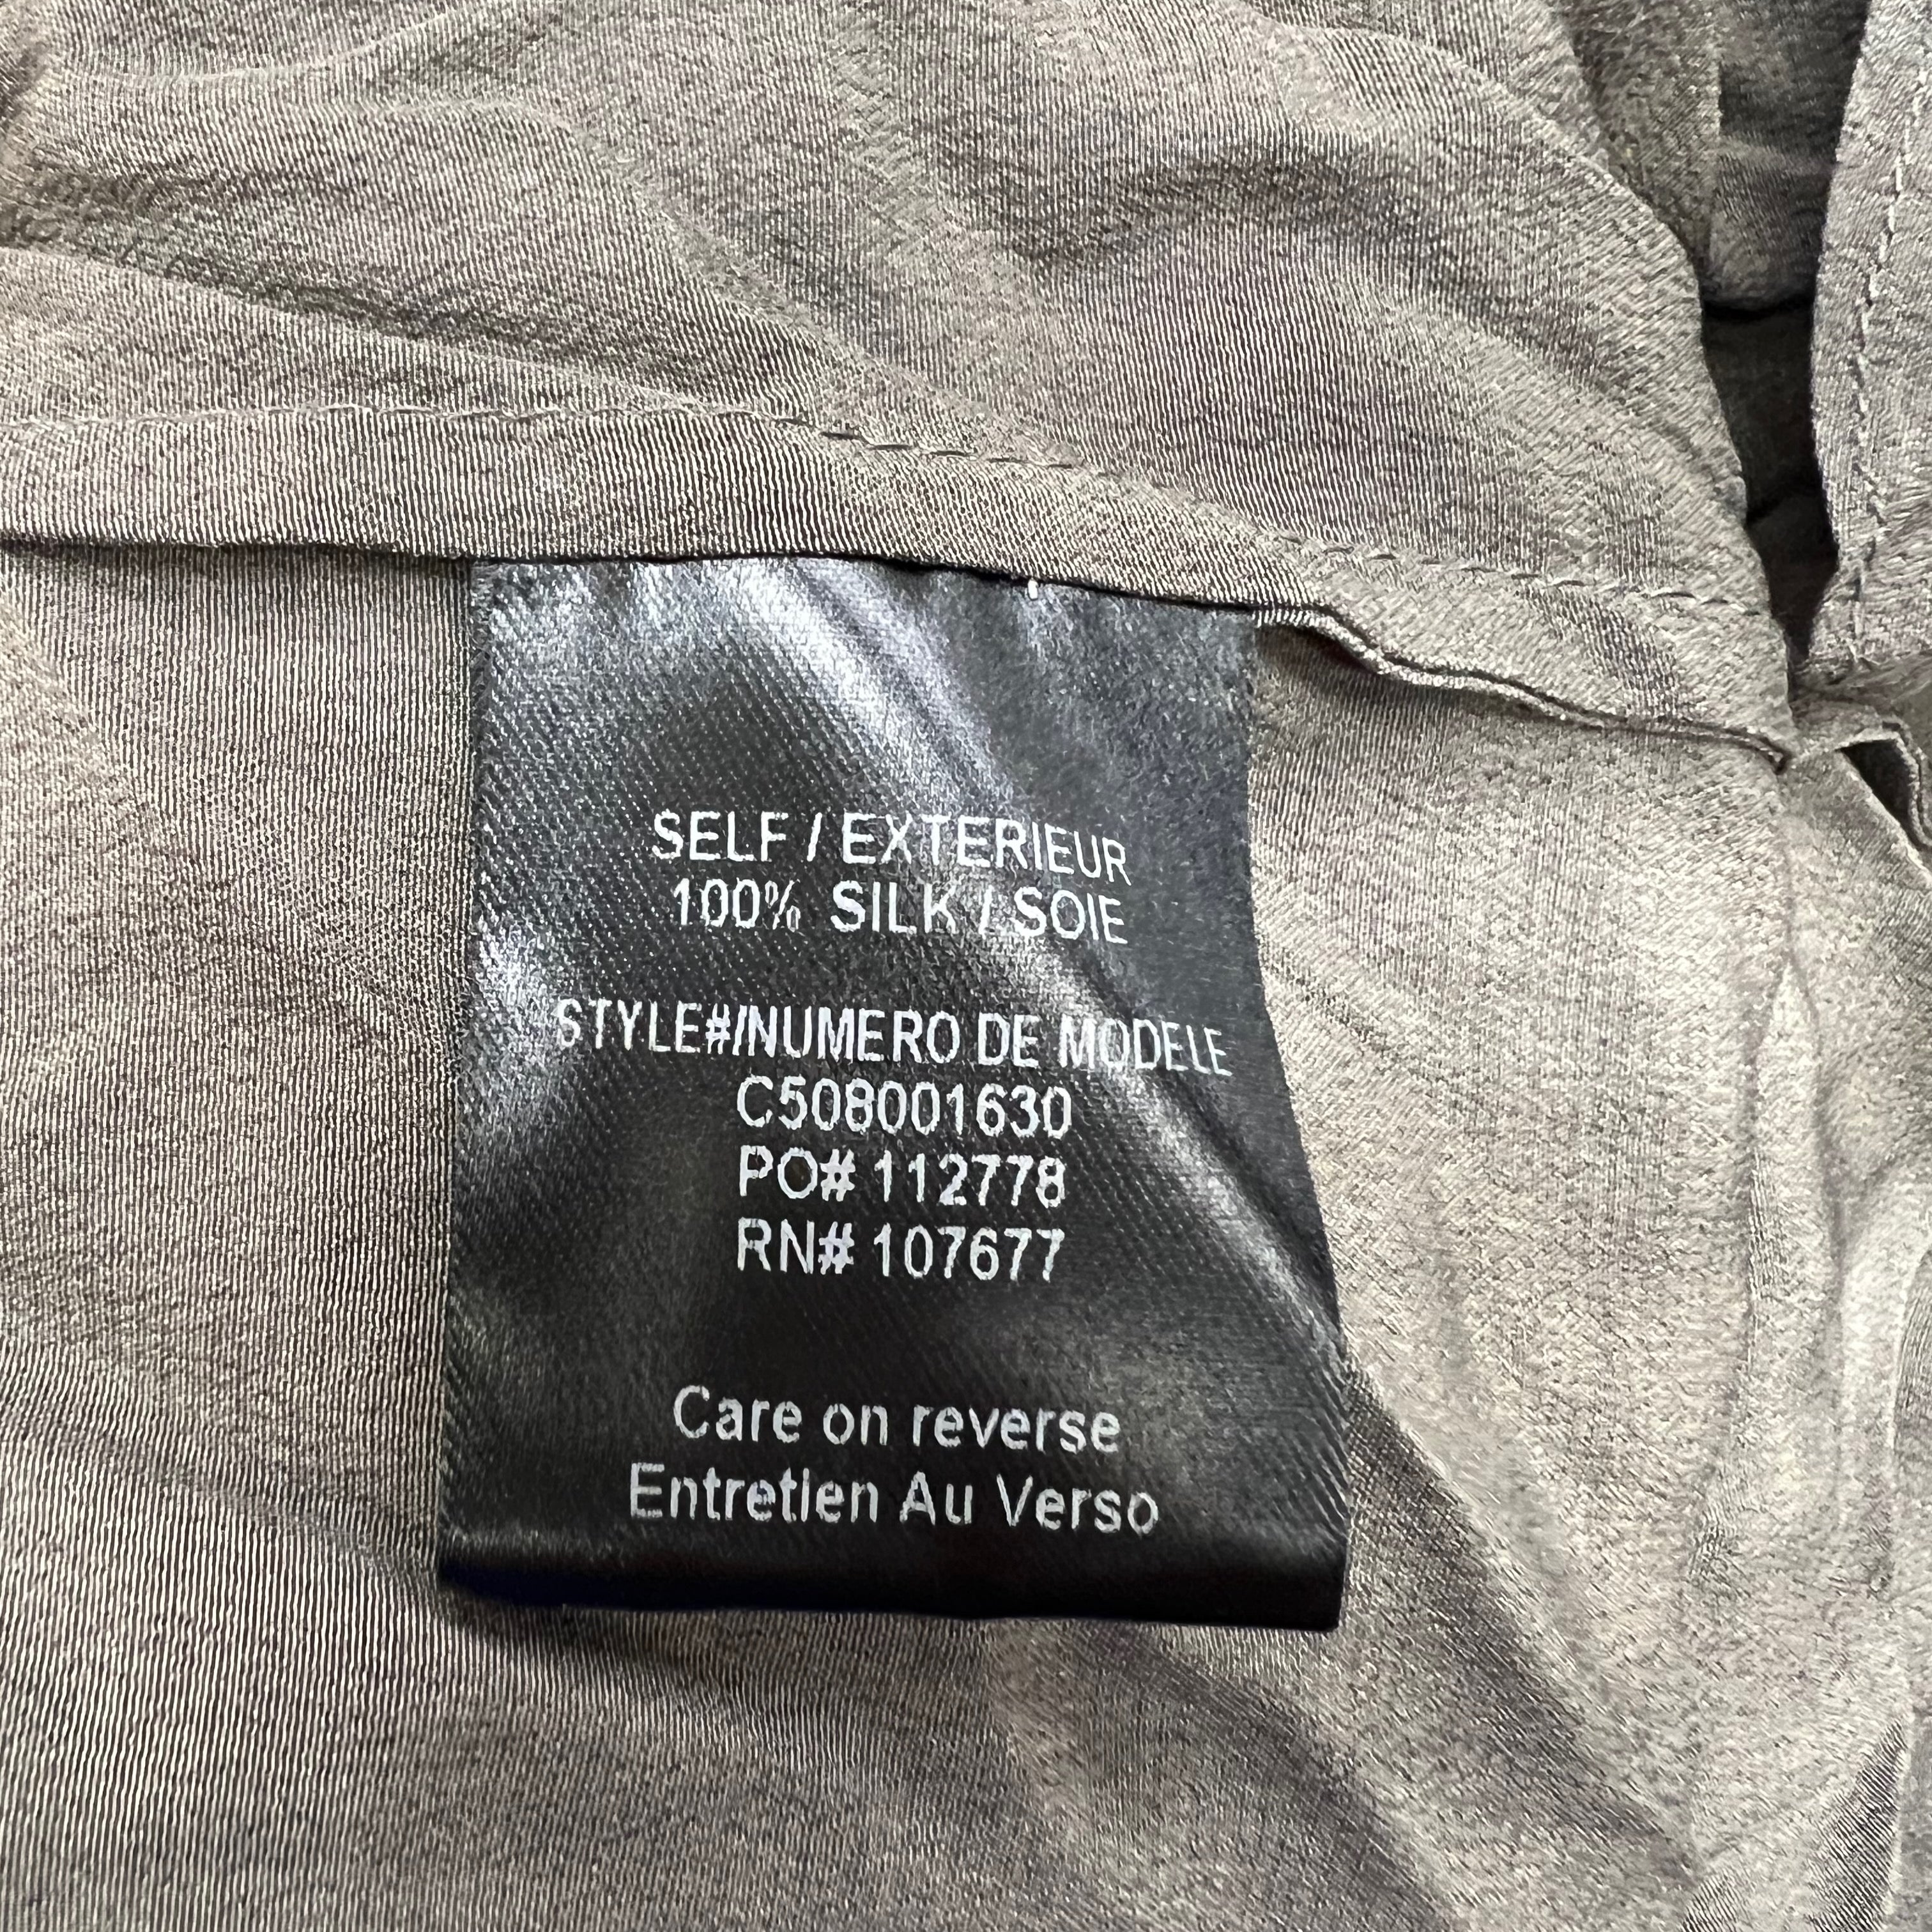 SELF / EXTERIEUR
100% SILK / SOIE
STYLE#/NUMERO DE MODELE
C508001630
PO# 112778
RN# 107677
Care on reverse
Entretien Au Verso